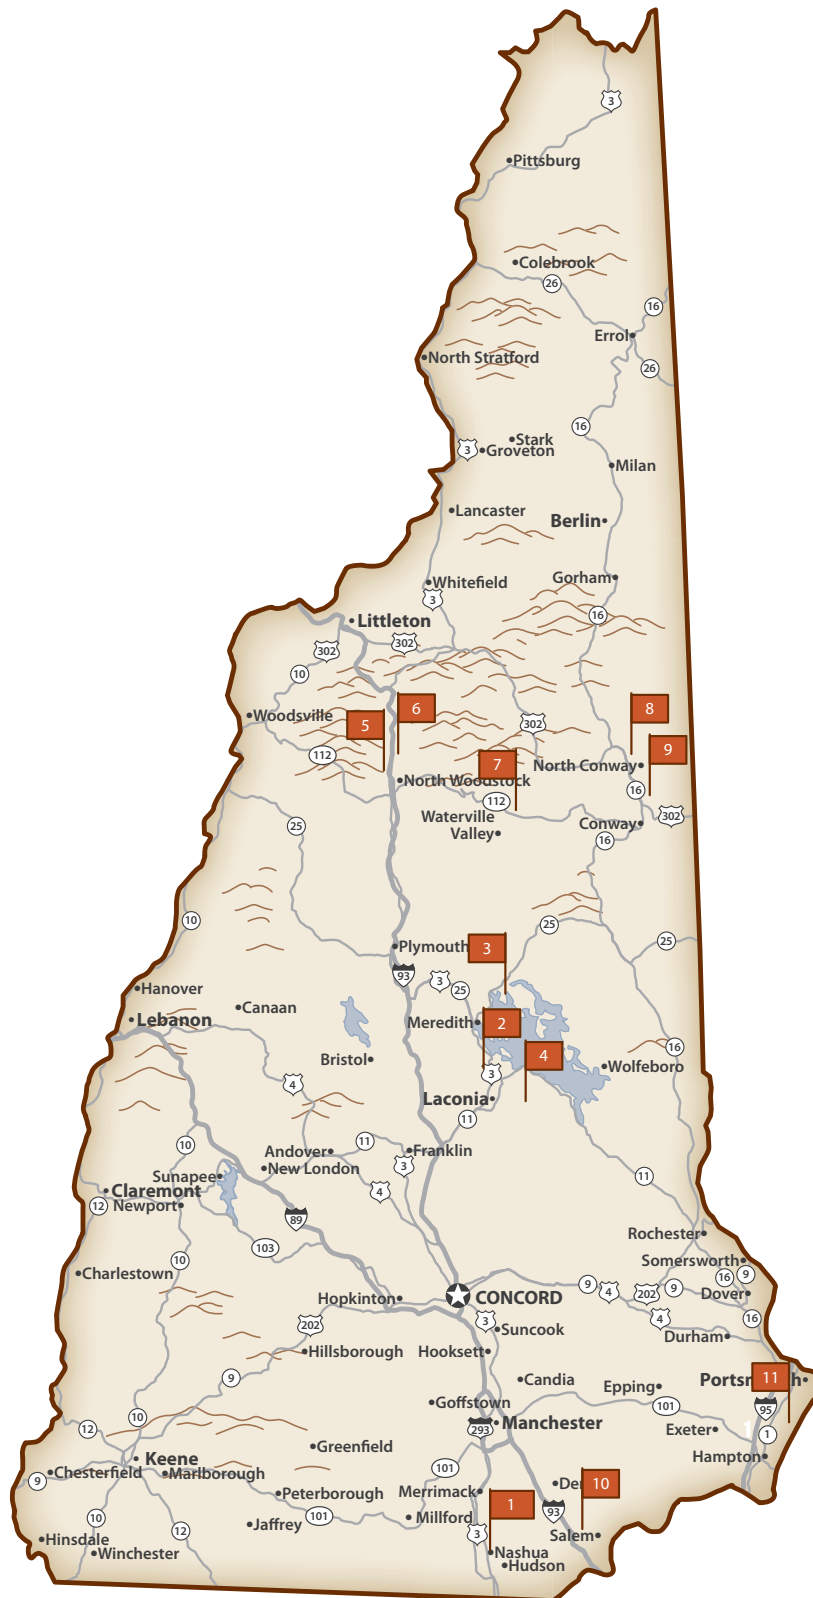 3
Pittsburg
Colebrook
26
16
Errol
North Stratford
26
16
Stark
3
Groveton
Milan
Lancaster
Berlin
Gorham
Whitefield
3
16
Littleton
302
302
10
6
8
5
Woodsville
302
9
112
7
North Conway
North Woodstock
16
112
302
Waterville
Valley
Conway
25
16
10
25
25
3
Plymouth
93
3
25
Hanover
Canaan
Lebanon
Meredith
2
16
4
Bristol
Wolfeboro
3
4
Laconia
11
10
11
Andover
Franklin
New London
3
Sunapee
11
Claremont
4
12
Newport
89
Rochester
103
10
Somersworth
Charlestown
16
9
9
4
202
9
Dover
Hopkinton
CONCORD
4
16
3
202
Suncook
Durham
Hillsborough
Hooksett
9
Candia
Epping
11
Goffstown
101
95
10
12
293
Manchester
Exeter
1
1
Greenfield
Hampton
Keene
101
Chesterfield
Marlborough
9
10
Peterborough
Merrimack
1
93
101
Millford
10
12
Jaffrey
3
Salem
Hinsdale
Winchester
Nashua
Hudson